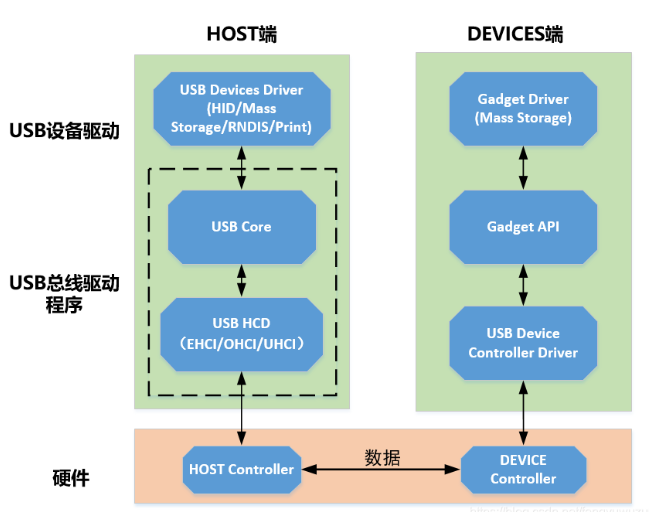 HOST端
DEVICES端
USB设备驱动
USB Devices Driver
(HID/Mass
Storage/RNDIS/Print)
Gadget Driver
(Mass Storage)
USB Core
Gadget API
USB总线驱动
程序
USB HCD
（EHCI/OHCI/UHCI）
USB Device
Controller Driver
硬件
HOST Controller
数据
DEVICE
Controller